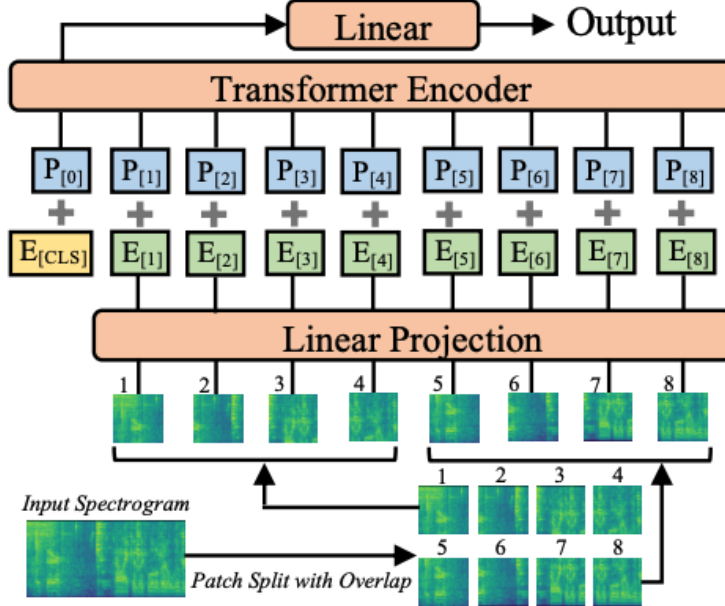 Linear
Output
Transformer Encoder
P[0] P[1] P[2] P[3] P[4] P[5] P[6] P[7] P[8]
E[CLS] E[1] E[2] E[3] E[4] E[5] E[6] E[7] E[8]
Linear Projection
1 2 3 4 5 6 7 8
1 2 3 4
Input Spectrogram
5 6 7 8
Patch Split with Overlap